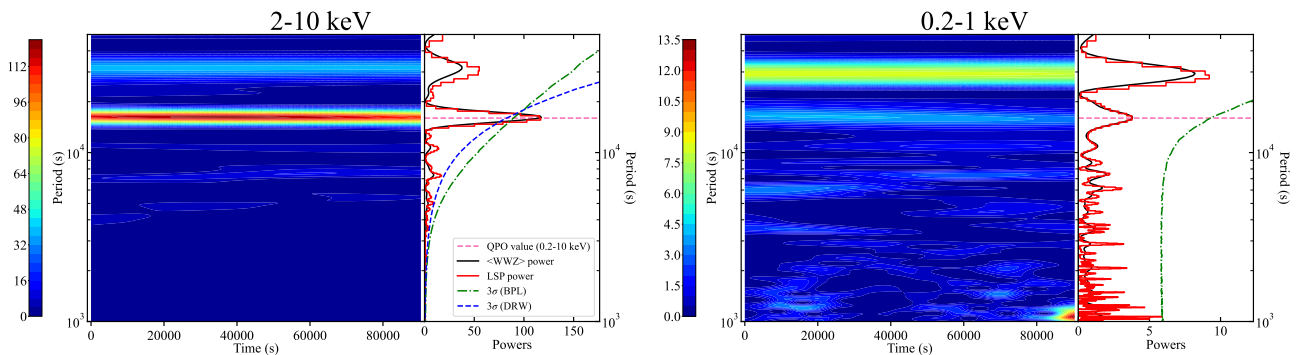 2-10 keV
112
96
80
64
48
32
16
0
Period (s)
10⁴
10³
0 20000 40000 60000 80000
Time (s)
QPO value (0.2-10 keV)
<WWZ> power
LSP power
3σ (BPL)
3σ (DRW)
0 50 100 150
Powers
10⁴
10³
Period (s)
0.2-1 keV
13.5
12.0
10.5
9.0
7.5
6.0
4.5
3.0
1.5
0.0
Period (s)
10⁴
10³
0 20000 40000 60000 80000
Time (s)
0 5 10
Powers
10⁴
10³
Period (s)